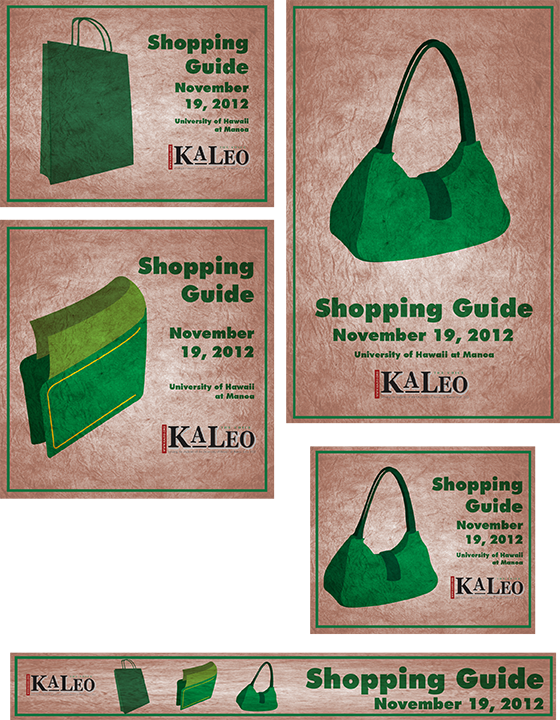 Shopping
Guide
November
19, 2012
University of Hawaii
at Manoa
KALEO
Shopping Guide
November 19, 2012
University of Hawaii at Manoa
KALEO
Shopping
Guide
November
19, 2012
University of Hawaii
at Manoa
KALEO
Shopping
Guide
November
19, 2012
University of Hawaii
at Manoa
KALEO
KALEO
Shopping Guide
November 19, 2012